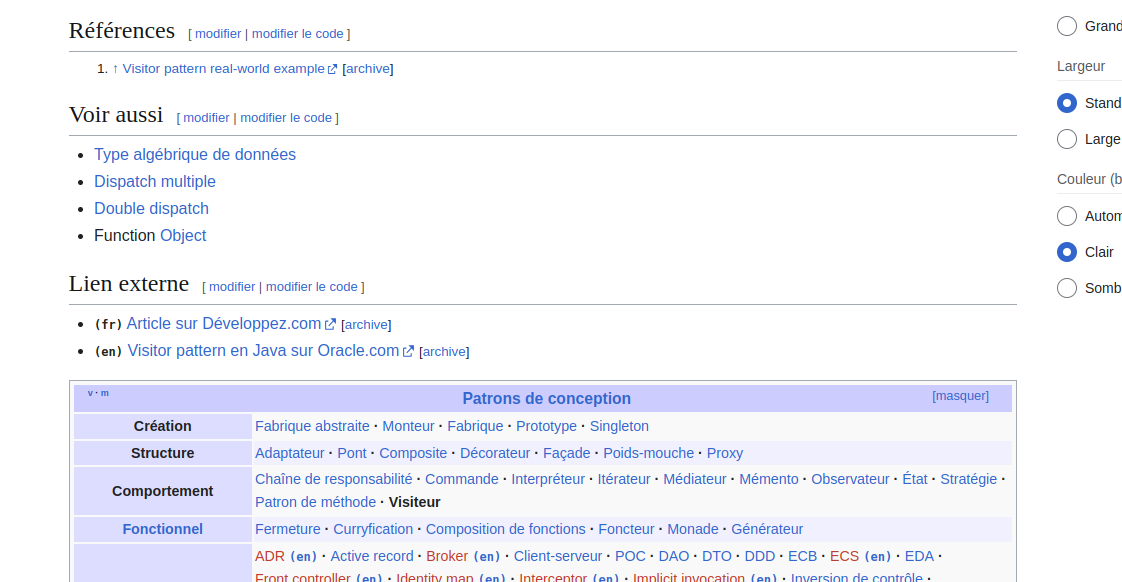 Références [ modifier | modifier le code ]
1. ↑ Visitor pattern real-world example [archive]
Voir aussi [ modifier | modifier le code ]
• Type algébrique de données
• Dispatch multiple
• Double dispatch
• Function Object
Lien externe [ modifier | modifier le code ]
• (fr) Article sur Développez.com [archive]
• (en) Visitor pattern en Java sur Oracle.com [archive]
v · m Patrons de conception [masquer]
Création Fabrique abstraite · Monteur · Fabrique · Prototype · Singleton
Structure Adaptateur · Pont · Composite · Décorateur · Façade · Poids-mouche · Proxy
Comportement Chaîne de responsabilité · Commande · Interpréteur · Itérateur · Médiateur · Mémento · Observateur · État · Stratégie ·
Patron de méthode · Visiteur
Fonctionnel Fermeture · Curryfication · Composition de fonctions · Foncteur · Monade · Générateur
ADR (en) · Active record · Broker (en) · Client-serveur · POC · DAO · DTO · DDD · ECB · ECS (en) · EDA ·
Front controller (en) · Identity map (en) · Interceptor (en) · Implicit invocation (en) · Inversion de contrôle ·
Grand
Largeur
Stand
Large
Couleur (b
Autom
Clair
Somb